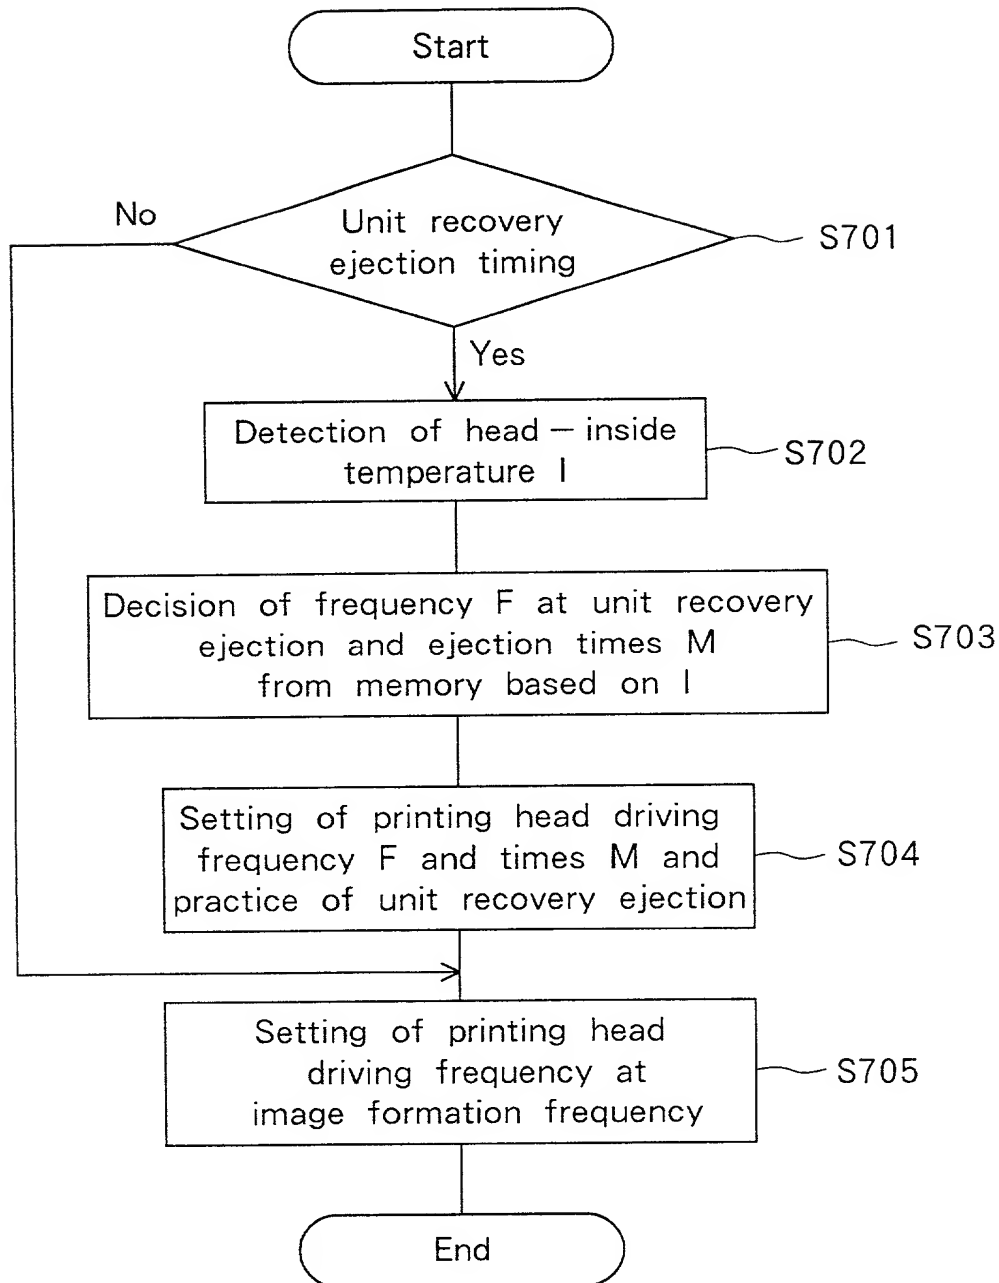 Start
No
Unit recovery
ejection timing
S701
Yes
Detection of head — inside
temperature I
S702
Decision of frequency F at unit recovery
ejection and ejection times M
from memory based on I
S703
Setting of printing head driving
frequency F and times M and
practice of unit recovery ejection
S704
Setting of printing head
driving frequency at
image formation frequency
S705
End